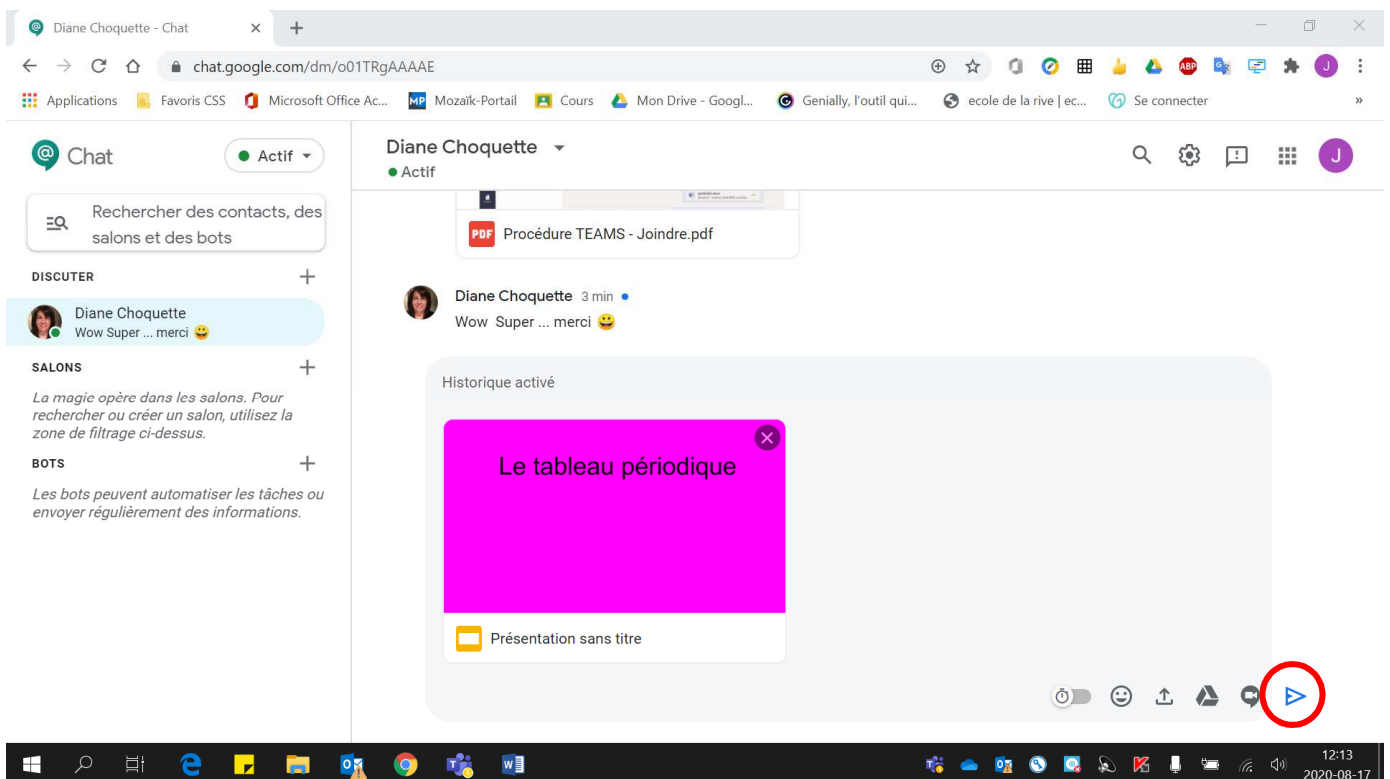 Diane Choquette - Chat
chat.google.com/dm/o01TRgAAAAE
ABP
J
Applications
Favoris CSS
Microsoft Office Ac...
MP Mozaïk-Portail
Cours
Mon Drive - Googl...
Genially, l'outil qui...
ecole de la rive | ec...
Se connecter
»
Chat
Actif
Diane Choquette
Actif
J
Rechercher des contacts, des
salons et des bots
DISCUTER
Diane Choquette
Wow Super ... merci 😀
SALONS
La magie opère dans les salons. Pour
rechercher ou créer un salon, utilisez la
zone de filtrage ci-dessus.
BOTS
Les bots peuvent automatiser les tâches ou
envoyer régulièrement des informations.
PDF Procédure TEAMS - Joindre.pdf
Diane Choquette 3 min
Wow Super ... merci 😀
Historique activé
Le tableau périodique
Présentation sans titre
12:13
2020-08-17